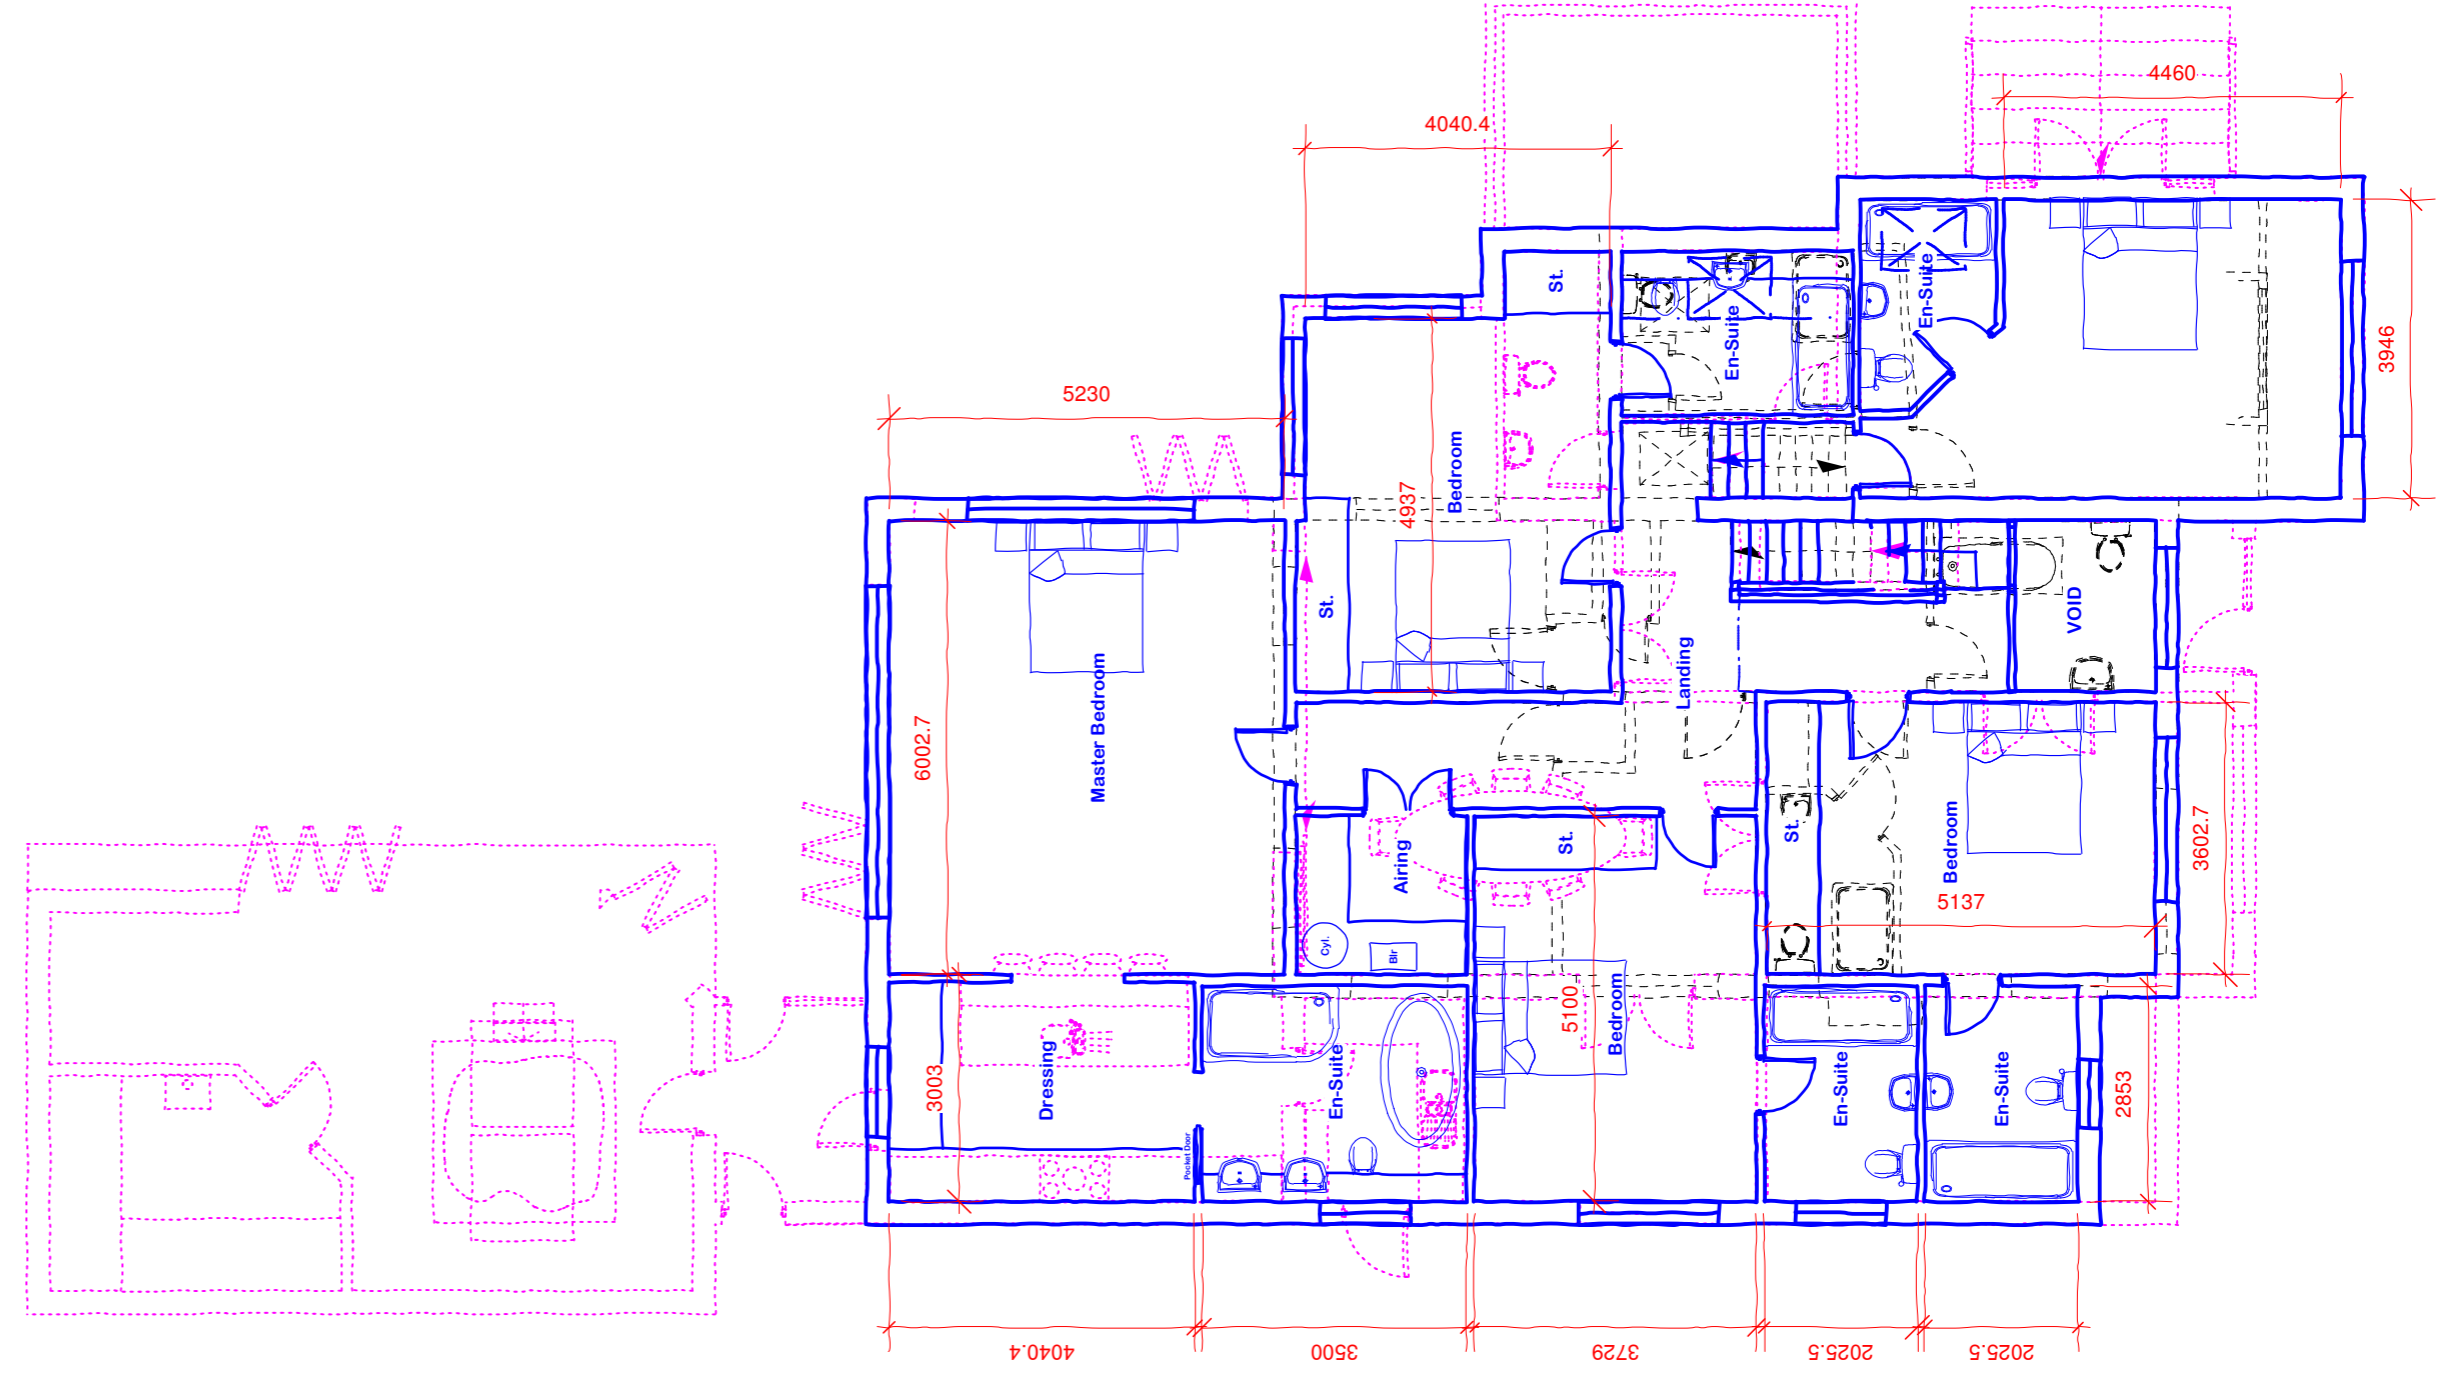 4460
4040.4
5230
3946
St.
En-Suite
En-Suite
Bedroom
4937
St.
VOID
Landing
6002.7
Master Bedroom
Airing
St.
St.
Bedroom
3602.7
5137
Cyl.
Blr
5100
Bedroom
3003
Dressing
En-Suite
En-Suite
En-Suite
2853
Pocket Door
4040.4
3500
3729
2025.5
2025.5